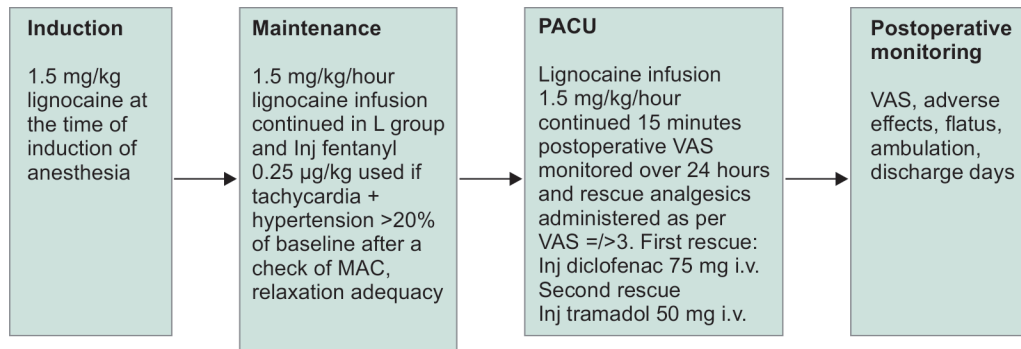 Induction
1.5 mg/kg
lignocaine at
the time of
induction of
anesthesia
Maintenance
1.5 mg/kg/hour
lignocaine infusion
continued in L group
and Inj fentanyl
0.25 µg/kg used if
tachycardia +
hypertension >20%
of baseline after a
check of MAC,
relaxation adequacy
PACU
Lignocaine infusion
1.5 mg/kg/hour
continued 15 minutes
postoperative VAS
monitored over 24 hours
and rescue analgesics
administered as per
VAS =/>3. First rescue:
Inj diclofenac 75 mg i.v.
Second rescue
Inj tramadol 50 mg i.v.
Postoperative
monitoring
VAS, adverse
effects, flatus,
ambulation,
discharge days